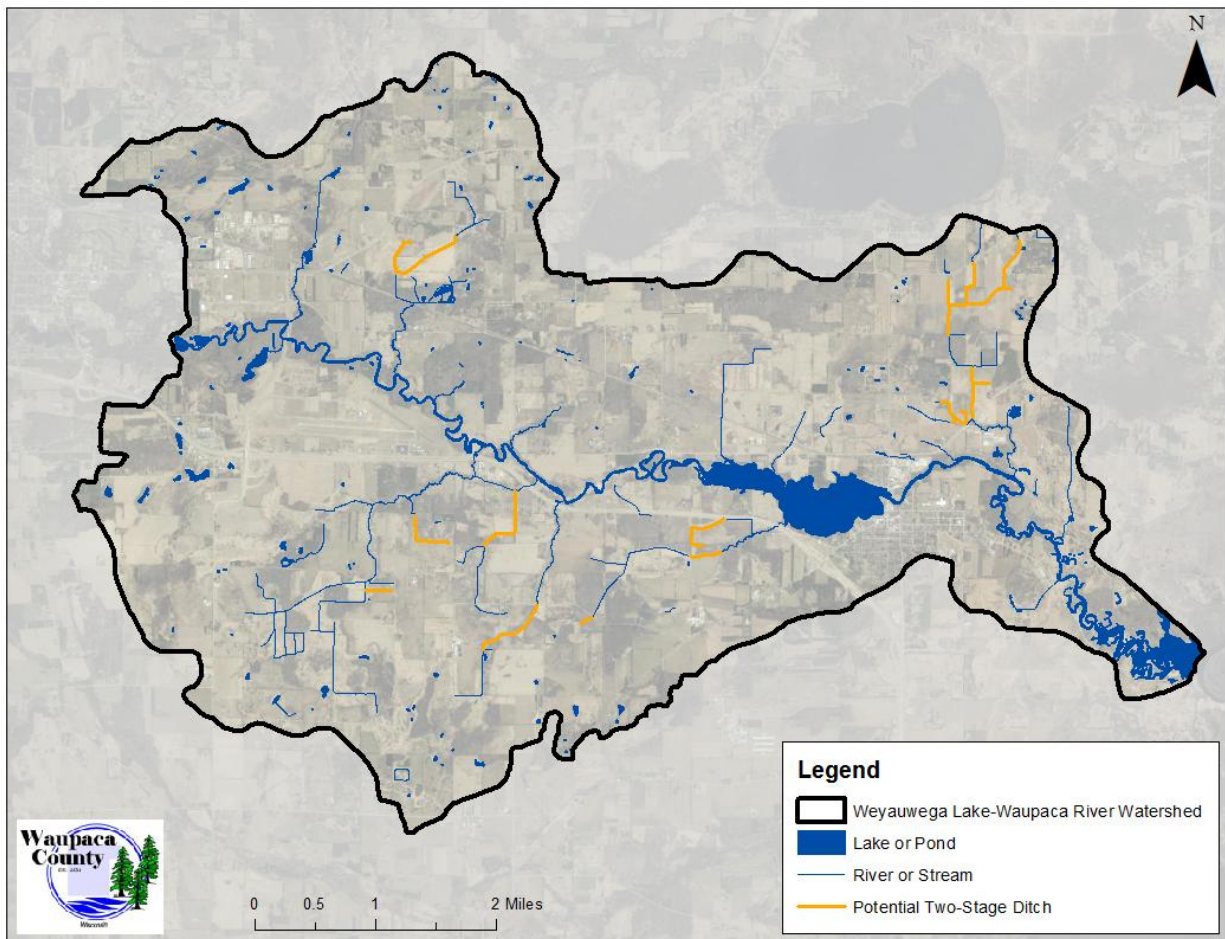 N
Legend
Weyauwega Lake-Waupaca River Watershed
Lake or Pond
River or Stream
Potential Two-Stage Ditch
Waupaca
County
Wisconsin
0 0.5 1 2 Miles